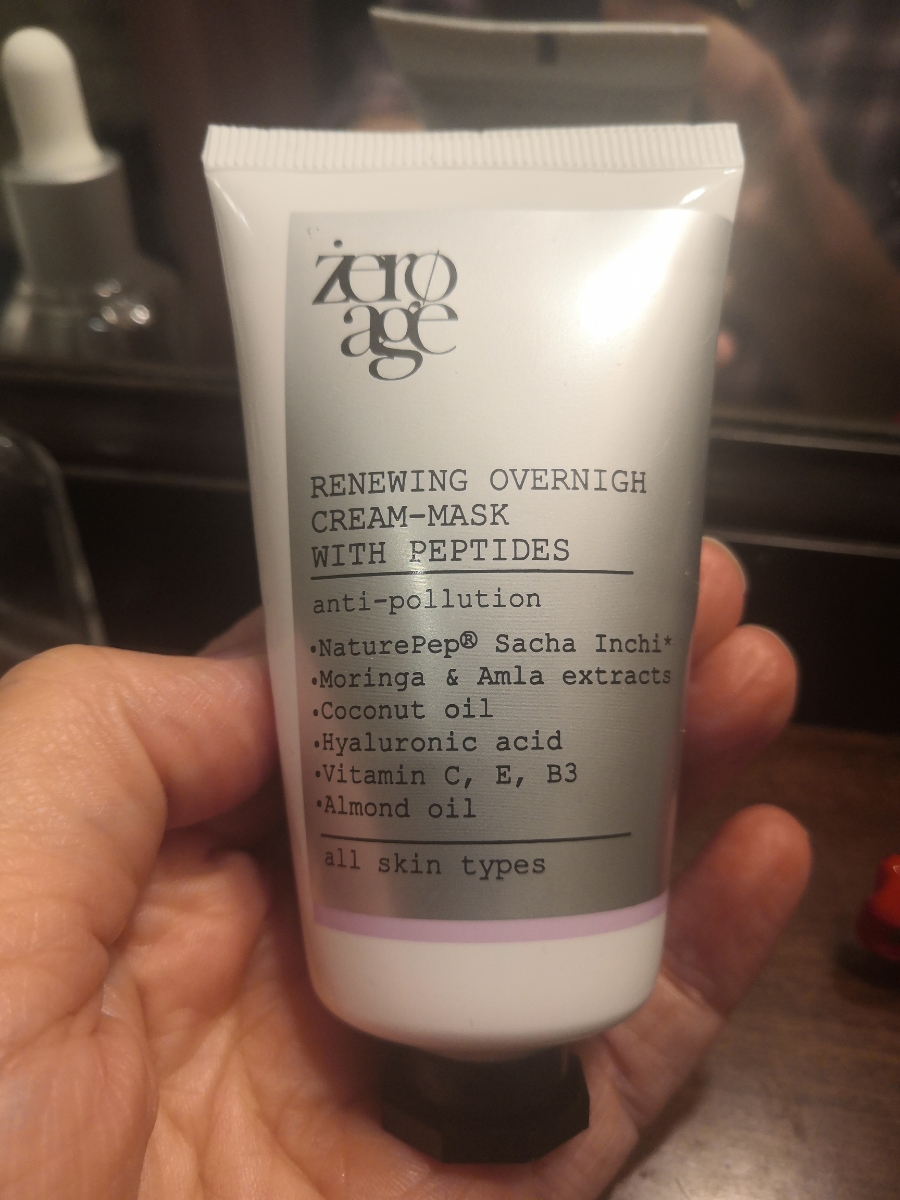 zero
age
RENEWING OVERNIGH
CREAM-MASK
WITH PEPTIDES
anti-pollution
•NaturePep® Sacha Inchi*
•Moringa & Amla extracts
•Coconut oil
•Hyaluronic acid
•Vitamin C, E, B3
•Almond oil
all skin types